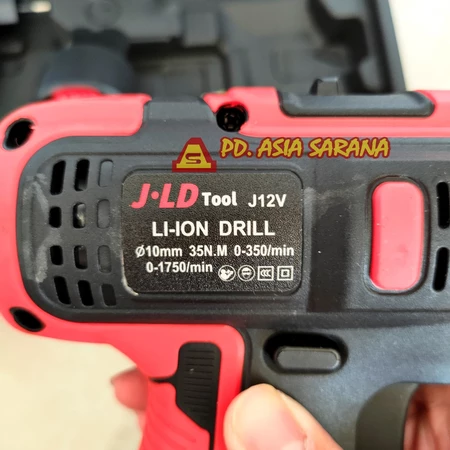 PD. ASIA SARANA
J·LD Tool J12V
LI-ION DRILL
Ø10mm 35N.M 0-350/min
0-1750/min